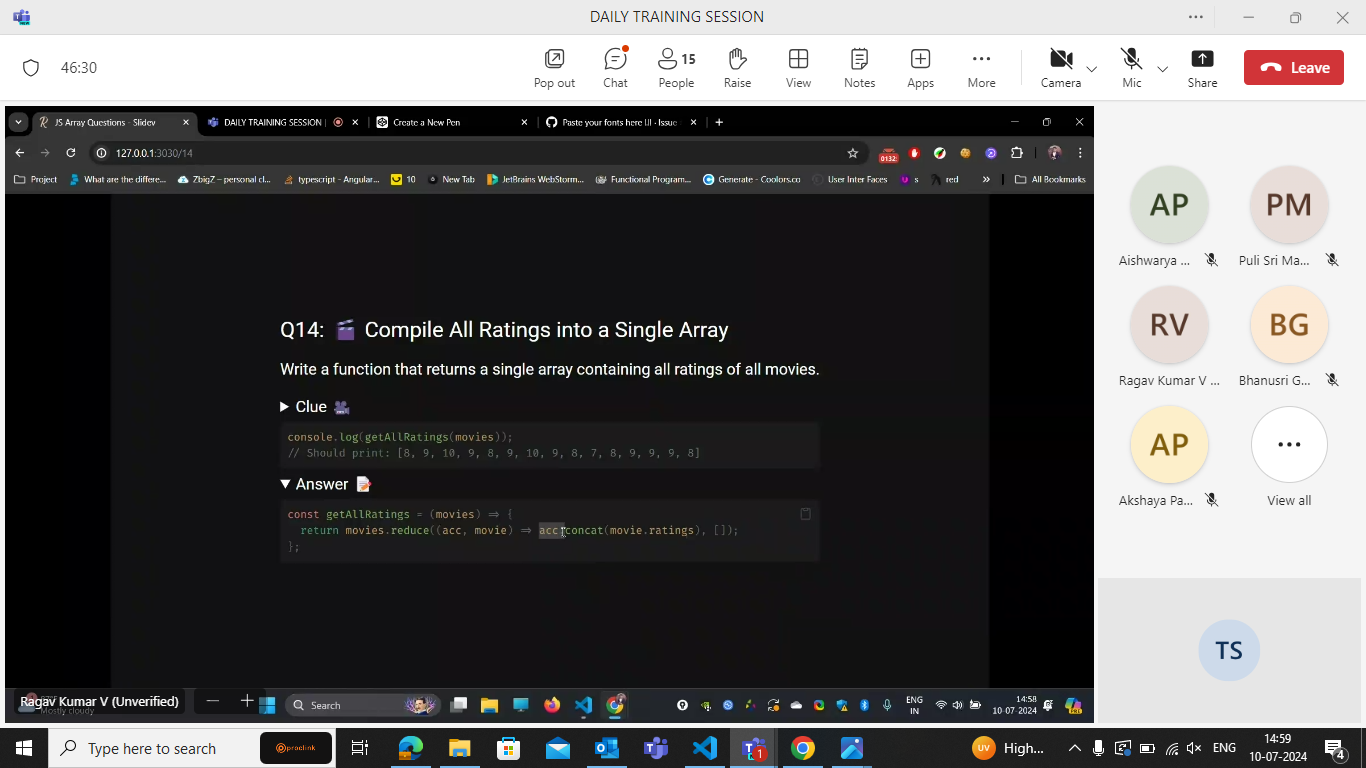 DAILY TRAINING SESSION
46:30
Pop out
Chat
15
People
Raise
View
Notes
Apps
More
Camera
Mic
Share
Leave
JS Array Questions - Slidev
DAILY TRAINING SESSION |
Create a New Pen
Paste your fonts here !!! · Issue
127.0.0.1:3030/14
0132
Project
What are the differe...
ZbigZ – personal cl...
typescript - Angular...
10
New Tab
JetBrains WebStorm...
Functional Program...
Generate - Coolors.co
User Inter Faces
s
red
All Bookmarks
Q14: 🎬 Compile All Ratings into a Single Array
Write a function that returns a single array containing all ratings of all movies.
▶ Clue 🎥
console.log(getAllRatings(movies));
// Should print: [8, 9, 10, 9, 8, 9, 10, 9, 8, 7, 8, 9, 9, 9, 8]
▼ Answer 📝
const getAllRatings = (movies) => {
return movies.reduce((acc, movie) => acc.concat(movie.ratings), []);
};
Ragav Kumar V (Unverified)
Mostly cloudy
Search
ENG
IN
14:58
10-07-2024
AP
Aishwarya ...
PM
Puli Sri Ma...
RV
Ragav Kumar V ...
BG
Bhanusri G...
AP
Akshaya Pa...
View all
TS
Type here to search
proclink
1
UV
High...
ENG
14:59
10-07-2024
4